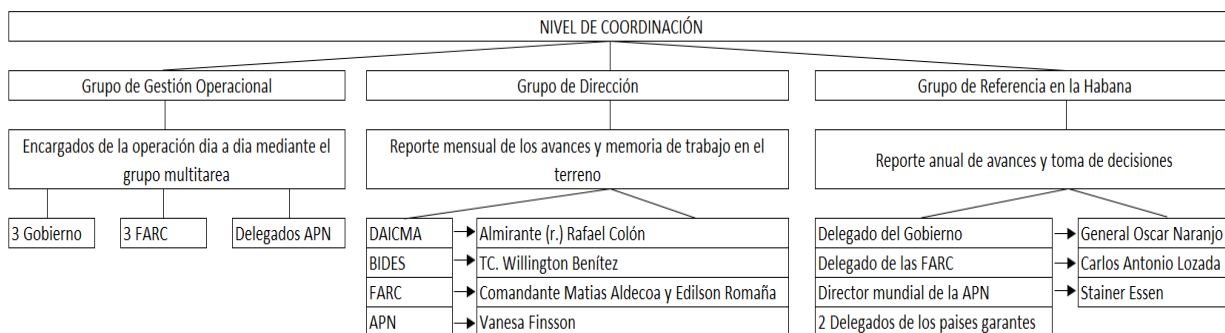 NIVEL DE COORDINACIÓN
Grupo de Gestión Operacional
Grupo de Dirección
Grupo de Referencia en la Habana
Encargados de la operación dia a dia mediante el
grupo multitarea
Reporte mensual de los avances y memoria de trabajo en el
terreno
Reporte anual de avances y toma de decisiones
3 Gobierno
3 FARC
Delegados APN
DAICMA
Almirante (r.) Rafael Colón
BIDES
TC. Willington Benítez
FARC
Comandante Matias Aldecoa y Edilson Romaña
APN
Vanesa Finsson
Delegado del Gobierno
General Oscar Naranjo
Delegado de las FARC
Carlos Antonio Lozada
Director mundial de la APN
Stainer Essen
2 Delegados de los paises garantes